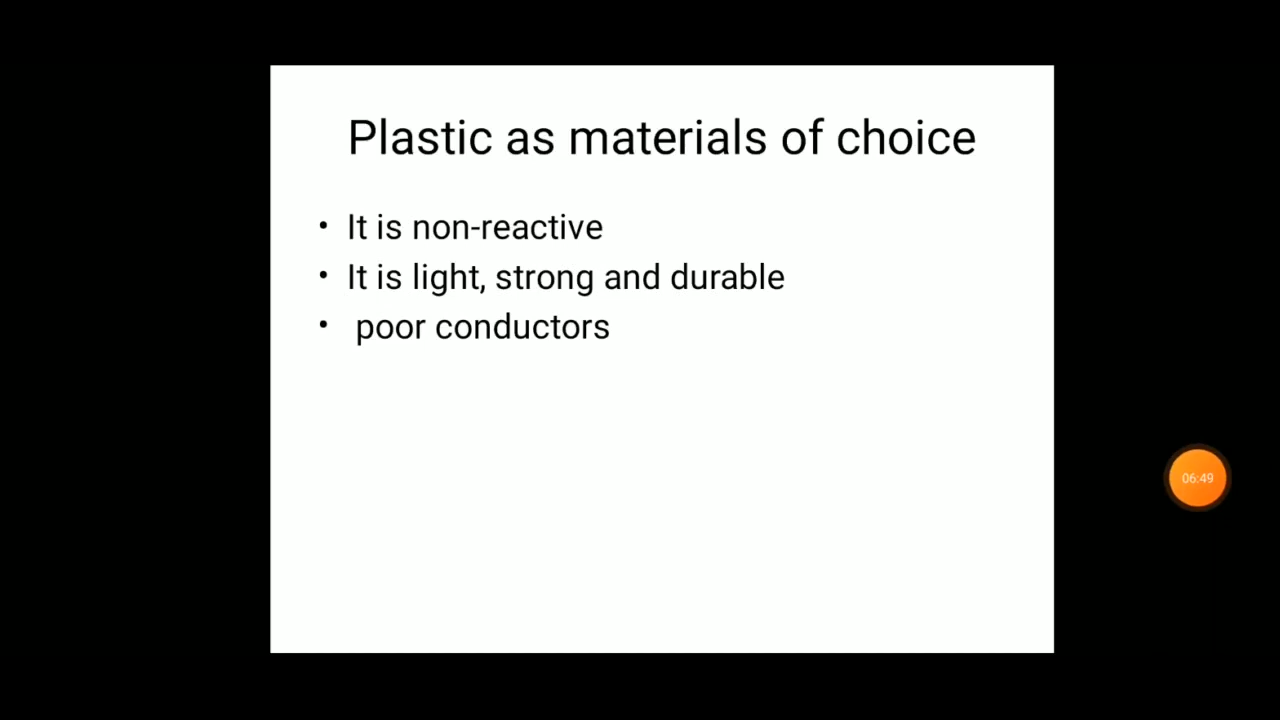 Plastic as materials of choice
• It is non-reactive
• It is light, strong and durable
• poor conductors
06:49